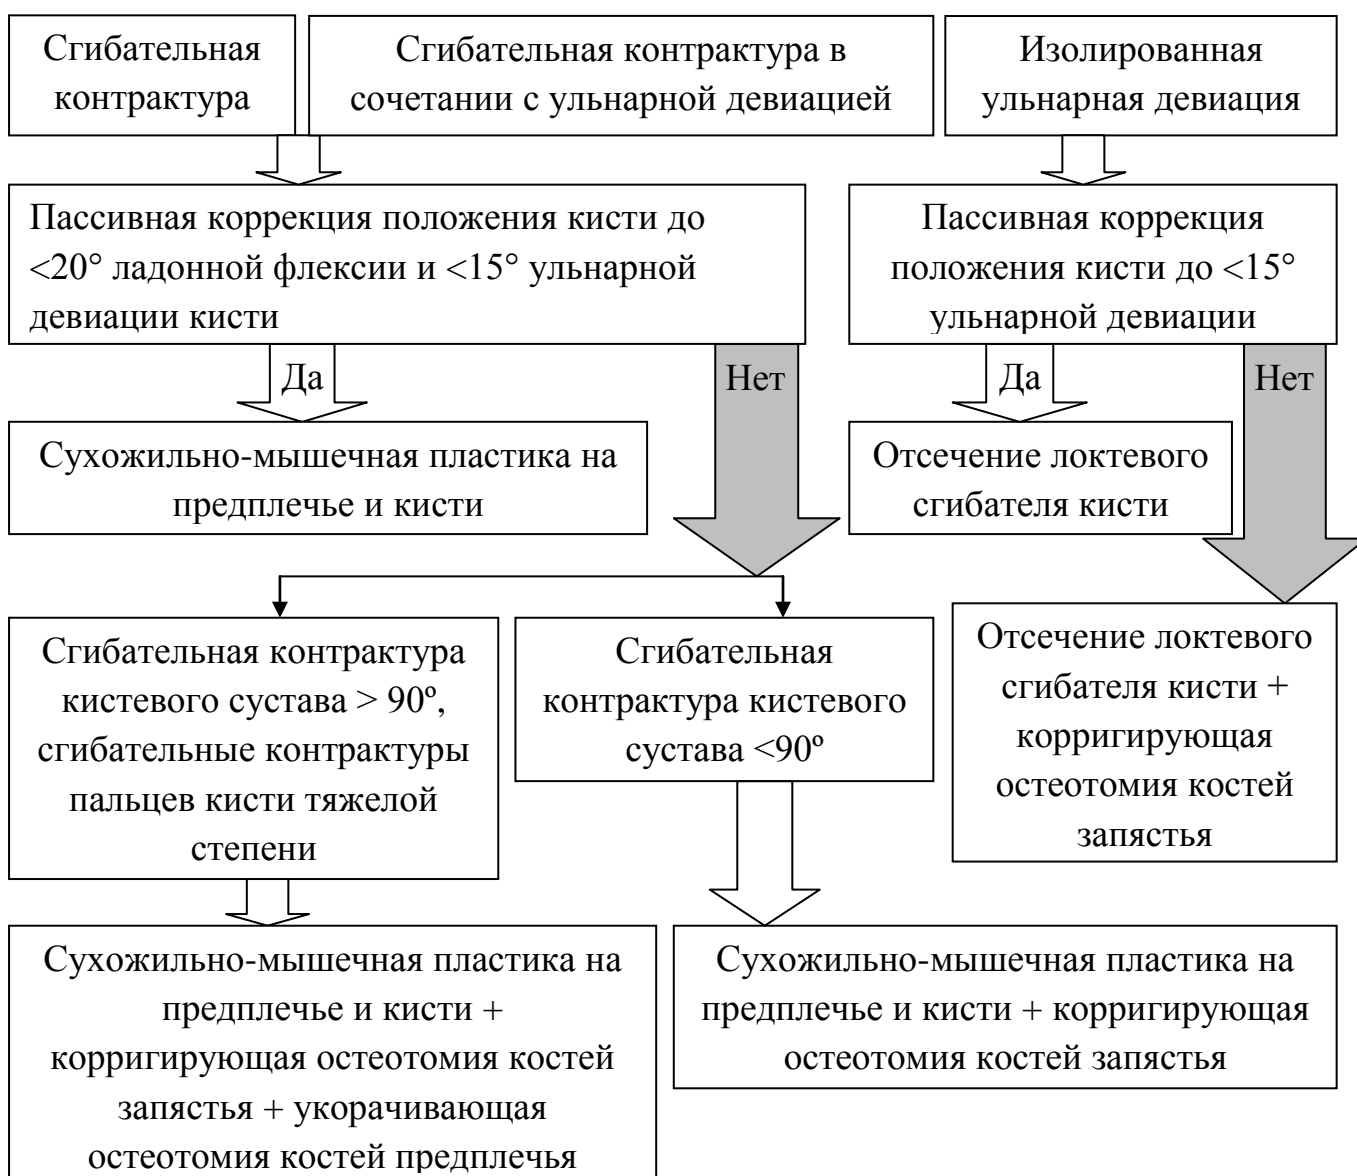 Сгибательная
контрактура
Сгибательная контрактура в
сочетании с ульнарной девиацией
Изолированная
ульнарная девиация
Пассивная коррекция положения кисти до
<20° ладонной флексии и <15° ульнарной
девиации кисти
Пассивная коррекция
положения кисти до <15°
ульнарной девиации
Да
Нет
Да
Нет
Сухожильно-мышечная пластика на
предплечье и кисти
Отсечение локтевого
сгибателя кисти
Сгибательная контрактура
кистевого сустава > 90º,
сгибательные контрактуры
пальцев кисти тяжелой
степени
Сгибательная
контрактура кистевого
сустава <90º
Отсечение локтевого
сгибателя кисти +
корригирующая
остеотомия костей
запястья
Сухожильно-мышечная пластика на
предплечье и кисти +
корригирующая остеотомия костей
запястья + укорачивающая
остеотомия костей предплечья
Сухожильно-мышечная пластика на
предплечье и кисти + корригирующая
остеотомия костей запястья